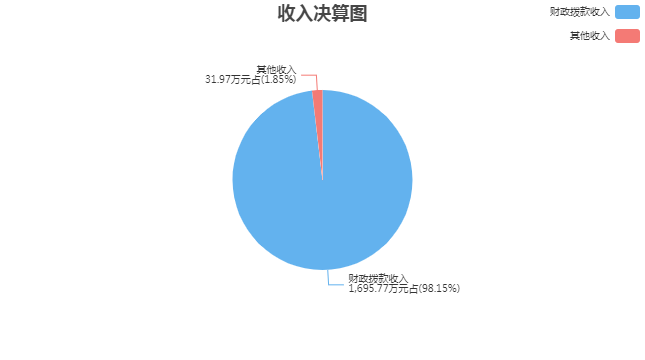 收入决算图
财政拨款收入
其他收入
其他收入
31.97万元占(1.85%)
财政拨款收入
1,695.77万元占(98.15%)